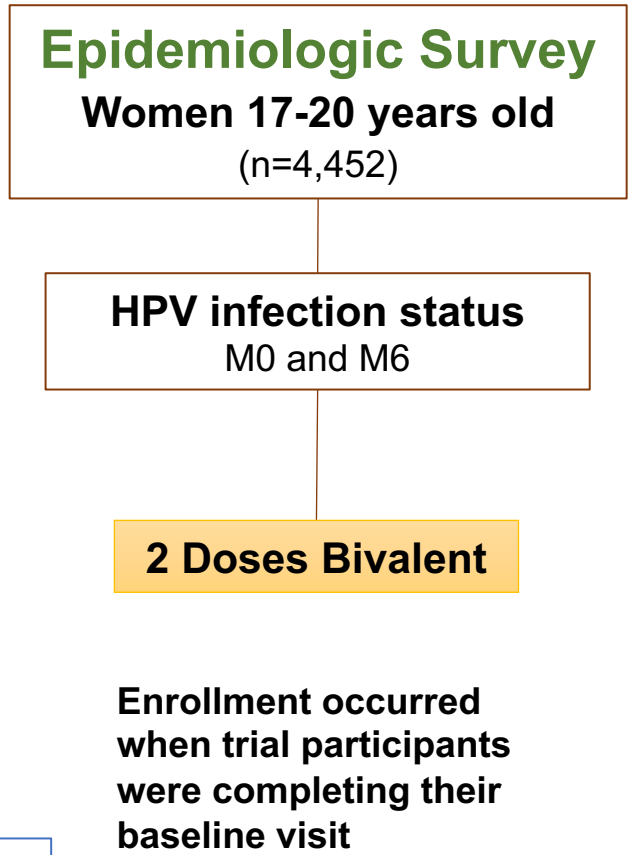 Epidemiologic Survey
Women 17-20 years old
(n=4,452)
HPV infection status
M0 and M6
2 Doses Bivalent
Enrollment occurred
when trial participants
were completing their
baseline visit